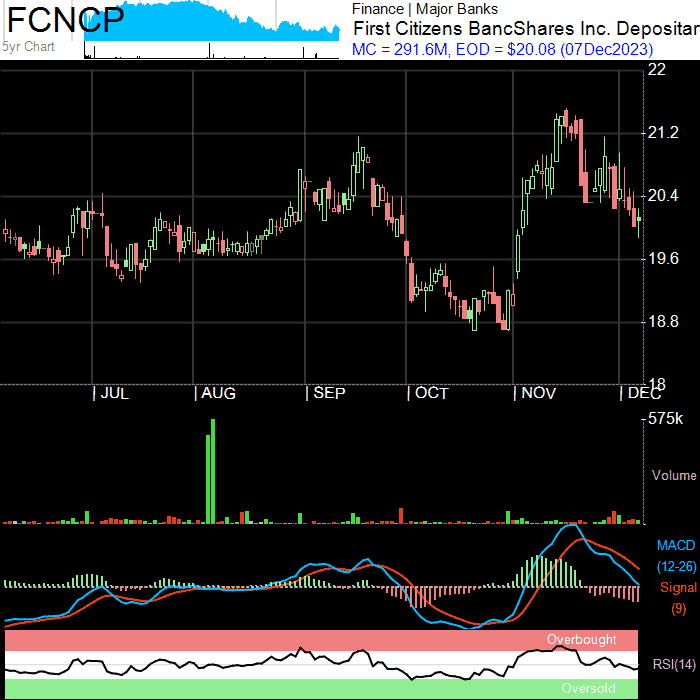 FCNCP
5yr Chart
Finance | Major Banks
First Citizens BancShares Inc. Depositar
MC = 291.6M, EOD = $20.08 (07Dec2023)
22
21.2
20.4
19.6
18.8
18
JUL
AUG
SEP
OCT
NOV
DEC
575k
Volume
MACD
(12-26)
Signal
(9)
Overbought
RSI(14)
Oversold